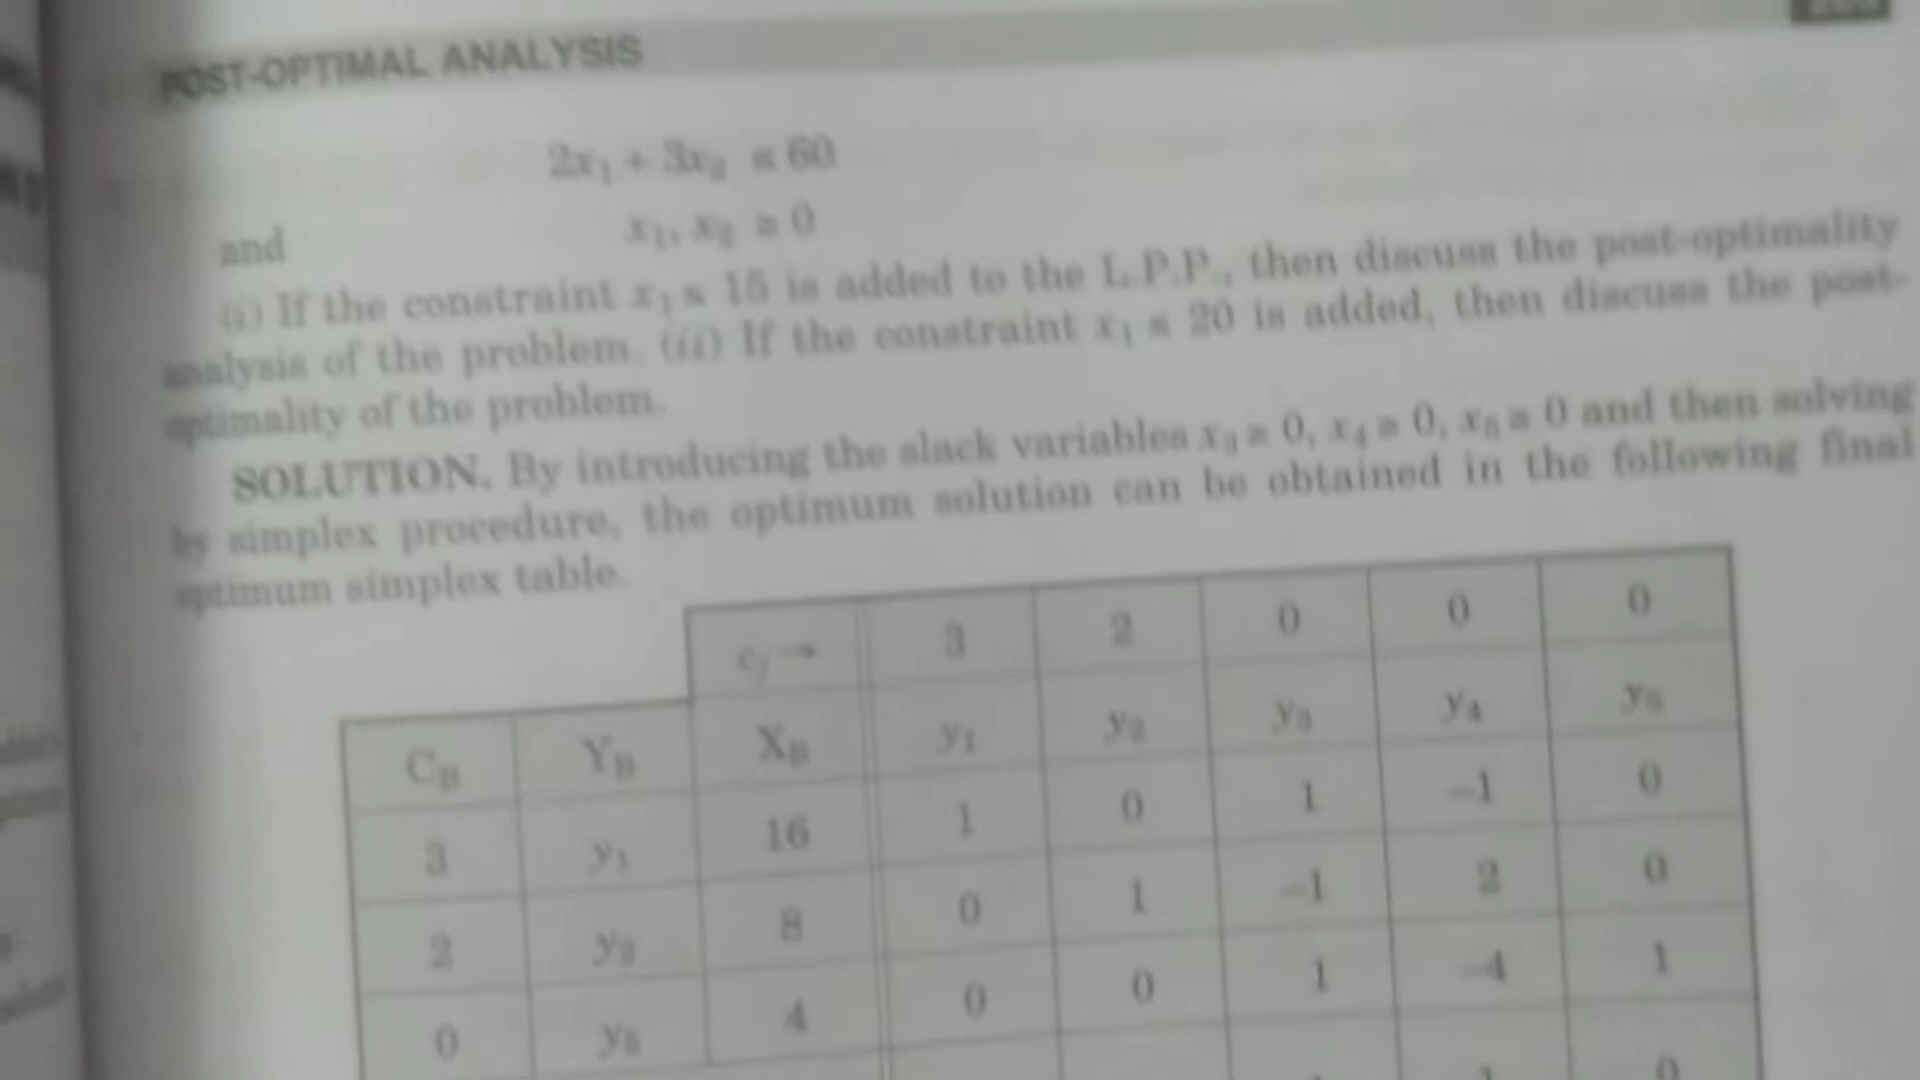 POST-OPTIMAL ANALYSIS
2x₁ + 3x₂ ≤ 60
and x₁, x₂ ≥ 0
(i) If the constraint x₁ ≤ 15 is added to the L.P.P., then discuss the post-optimality
analysis of the problem. (ii) If the constraint x₁ ≤ 20 is added, then discuss the post-
optimality of the problem.
SOLUTION. By introducing the slack variables x₃ ≥ 0, x₄ ≥ 0, x₅ ≥ 0 and then solving
by simplex procedure, the optimum solution can be obtained in the following final
optimum simplex table.
cⱼ → 3 2 0 0 0
C_B Y_B X_B y₁ y₂ y₃ y₄ y₅
3 y₁ 16 1 0 1 −1 0
2 y₂ 8 0 1 −1 2 0
0 y₅ 4 0 0 1 −4 1